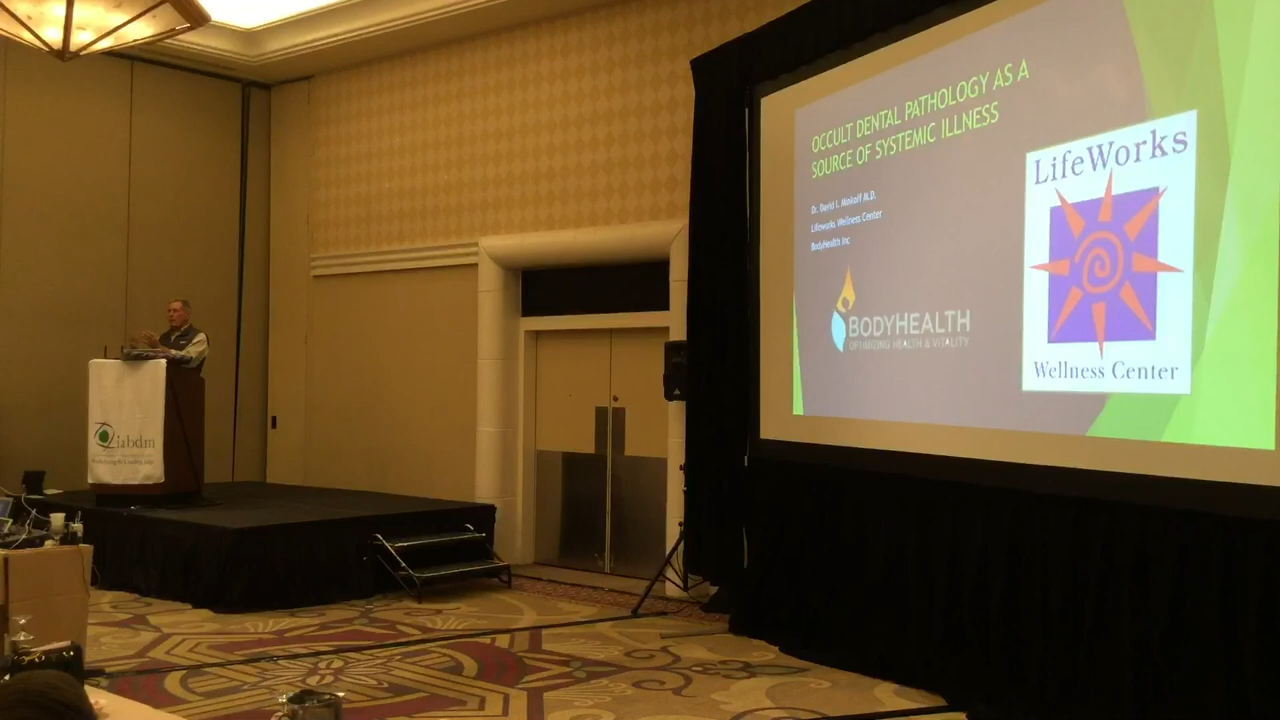 OCCULT DENTAL PATHOLOGY AS A
SOURCE OF SYSTEMIC ILLNESS
Dr. David I. Minkoff M.D.
Lifeworks Wellness Center
BodyHealth Inc
BODYHEALTH
OPTIMIZING HEALTH & VITALITY
LifeWorks
Wellness Center
iabdm